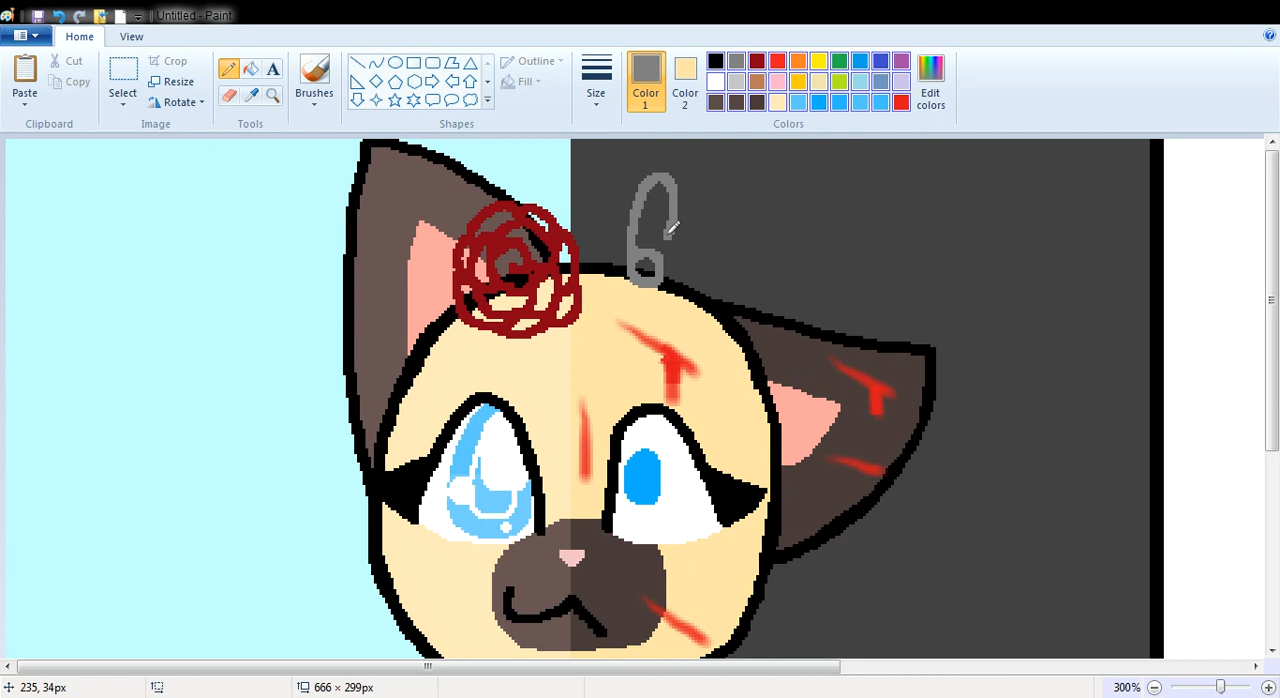 Untitled - Paint
Home View
Paste
Cut
Copy
Clipboard
Select
Crop
Resize
Rotate
Image
A
Tools
Brushes
Outline
Fill
Shapes
Size
Color 1
Color 2
Edit colors
Colors
235, 34px
666 × 299px
300%